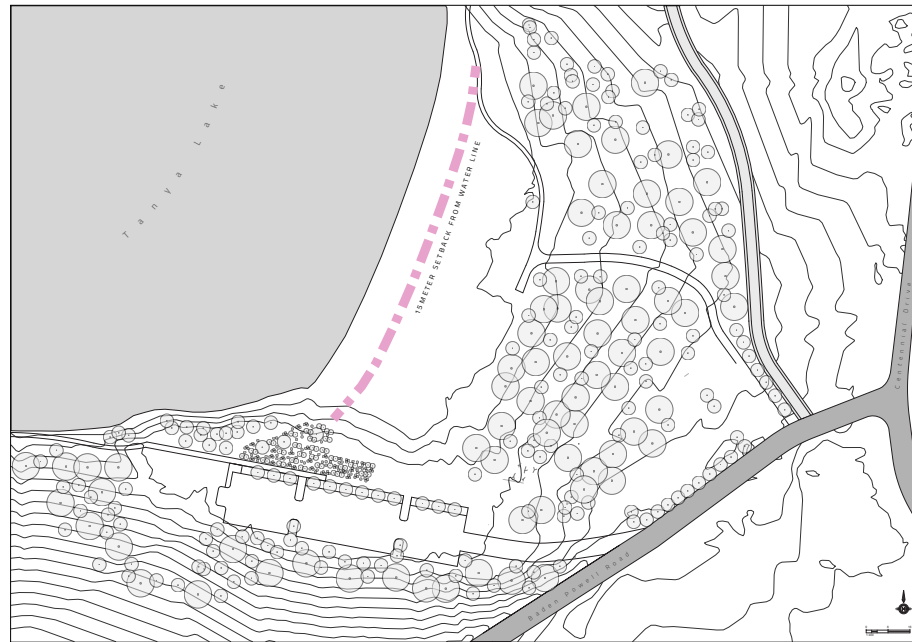 Tanya Lake
15 METER SETBACK FROM WATER LINE
Centennial Drive
Baden Powell Road